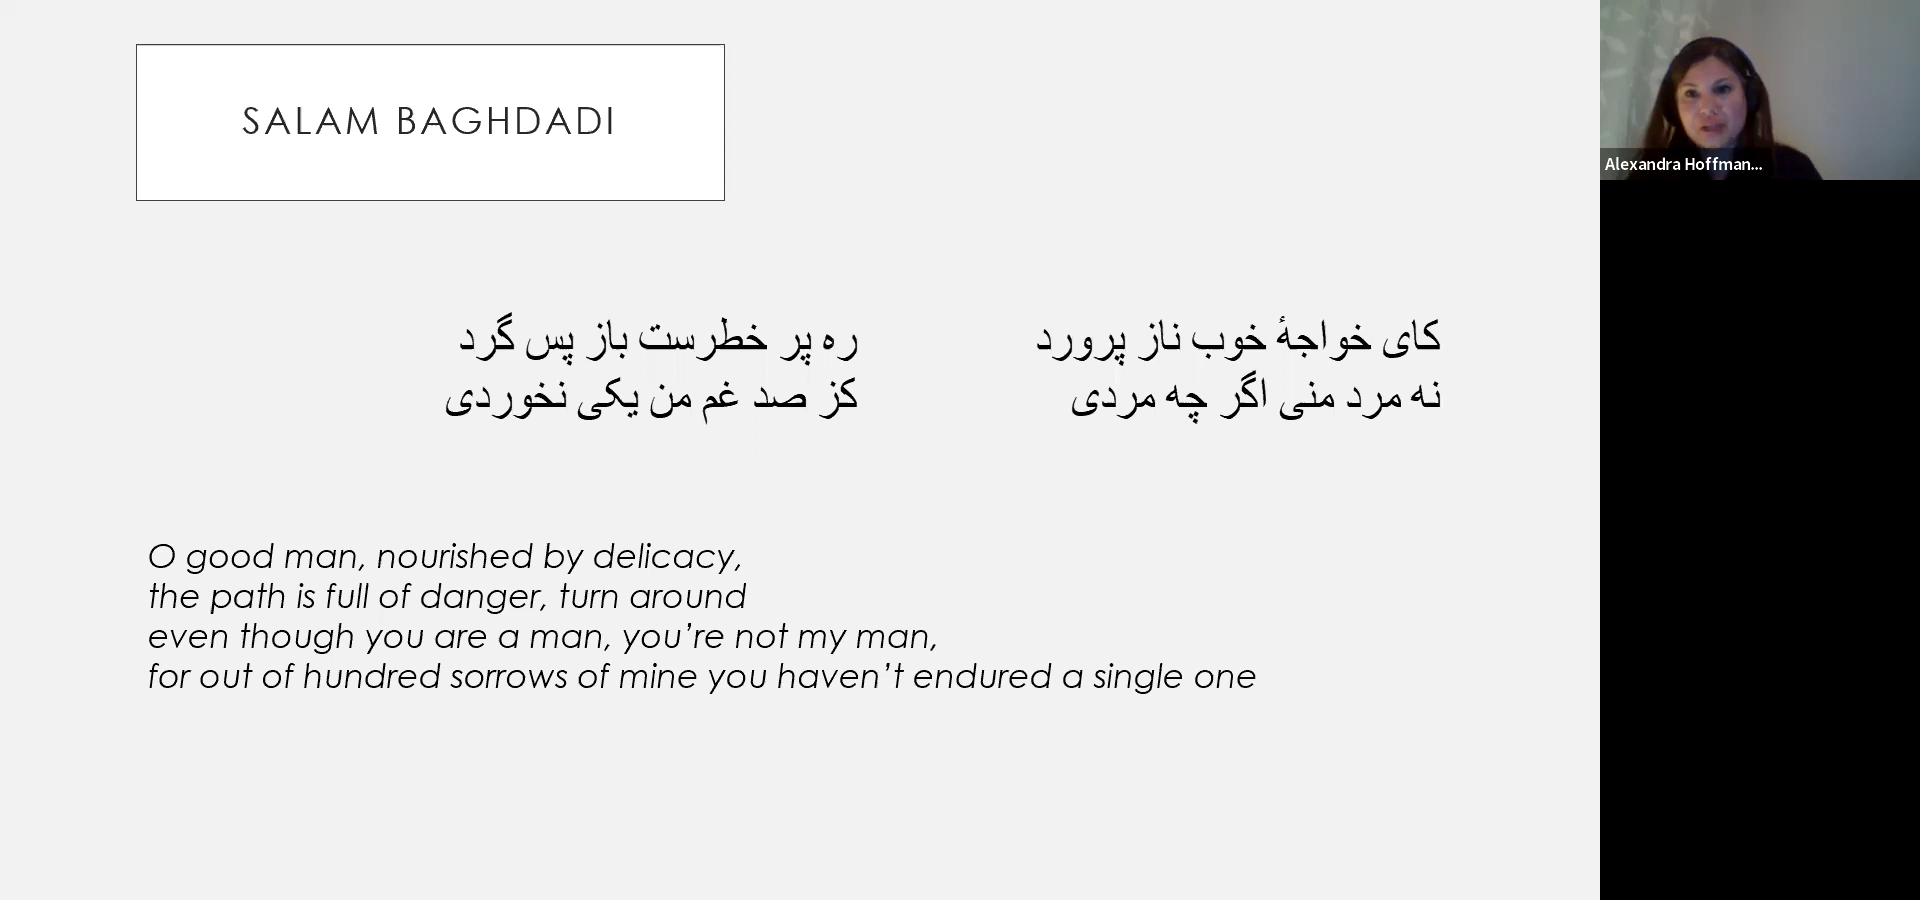 SALAM BAGHDADI
کای خواجهٔ خوب ناز پرورد ره پر خطرست باز پس گرد
نه مرد منی اگر چه مردی کز صد غم من یکی نخوردی
O good man, nourished by delicacy,
the path is full of danger, turn around
even though you are a man, you're not my man,
for out of hundred sorrows of mine you haven't endured a single one
Alexandra Hoffman...